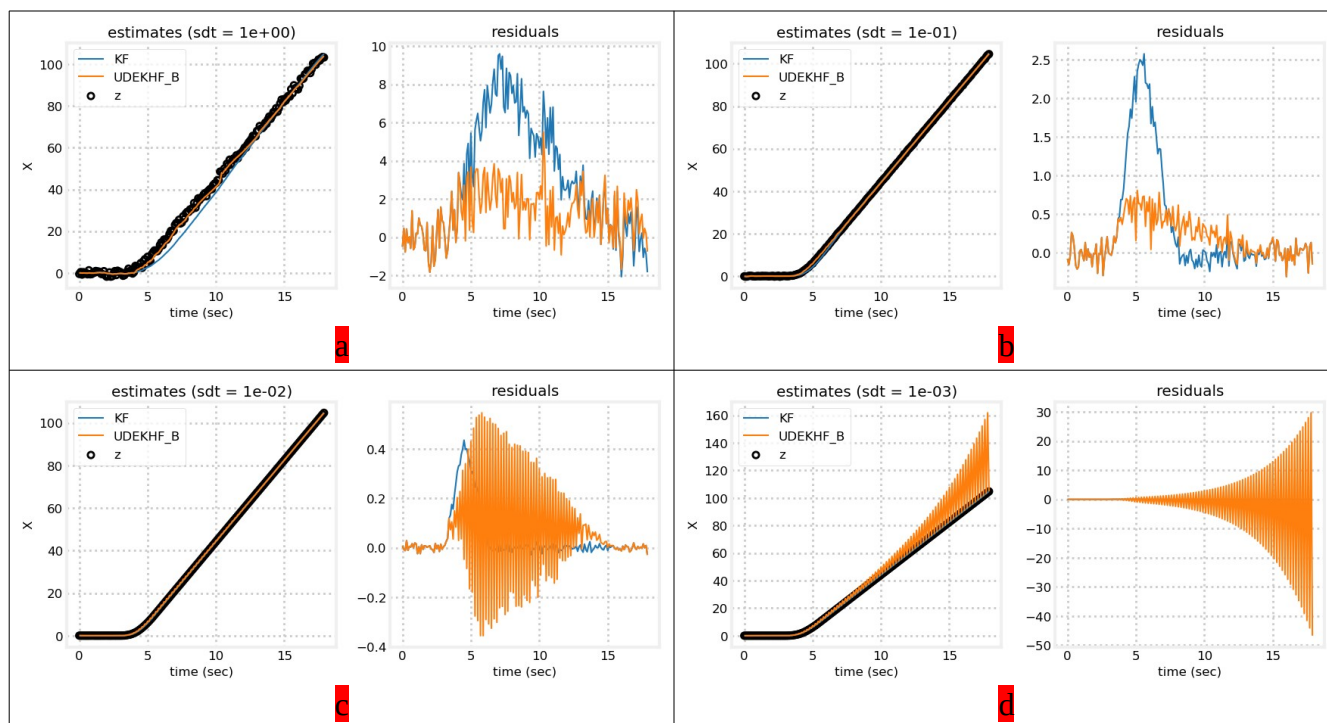 estimates (sdt = 1e+00)
residuals
KF
UDEKHF_B
z
X
100
80
60
40
20
0
0
5
10
15
time (sec)
10
8
6
4
2
0
−2
0
5
10
15
time (sec)
a
estimates (sdt = 1e-01)
residuals
KF
UDEKHF_B
z
X
100
80
60
40
20
0
0
5
10
15
time (sec)
2.5
2.0
1.5
1.0
0.5
0.0
0
5
10
15
time (sec)
b
estimates (sdt = 1e-02)
residuals
KF
UDEKHF_B
z
X
100
80
60
40
20
0
0
5
10
15
time (sec)
0.4
0.2
0.0
−0.2
−0.4
0
5
10
15
time (sec)
c
estimates (sdt = 1e-03)
residuals
KF
UDEKHF_B
z
X
160
140
120
100
80
60
40
20
0
0
5
10
15
time (sec)
30
20
10
0
−10
−20
−30
−40
−50
0
5
10
15
time (sec)
d